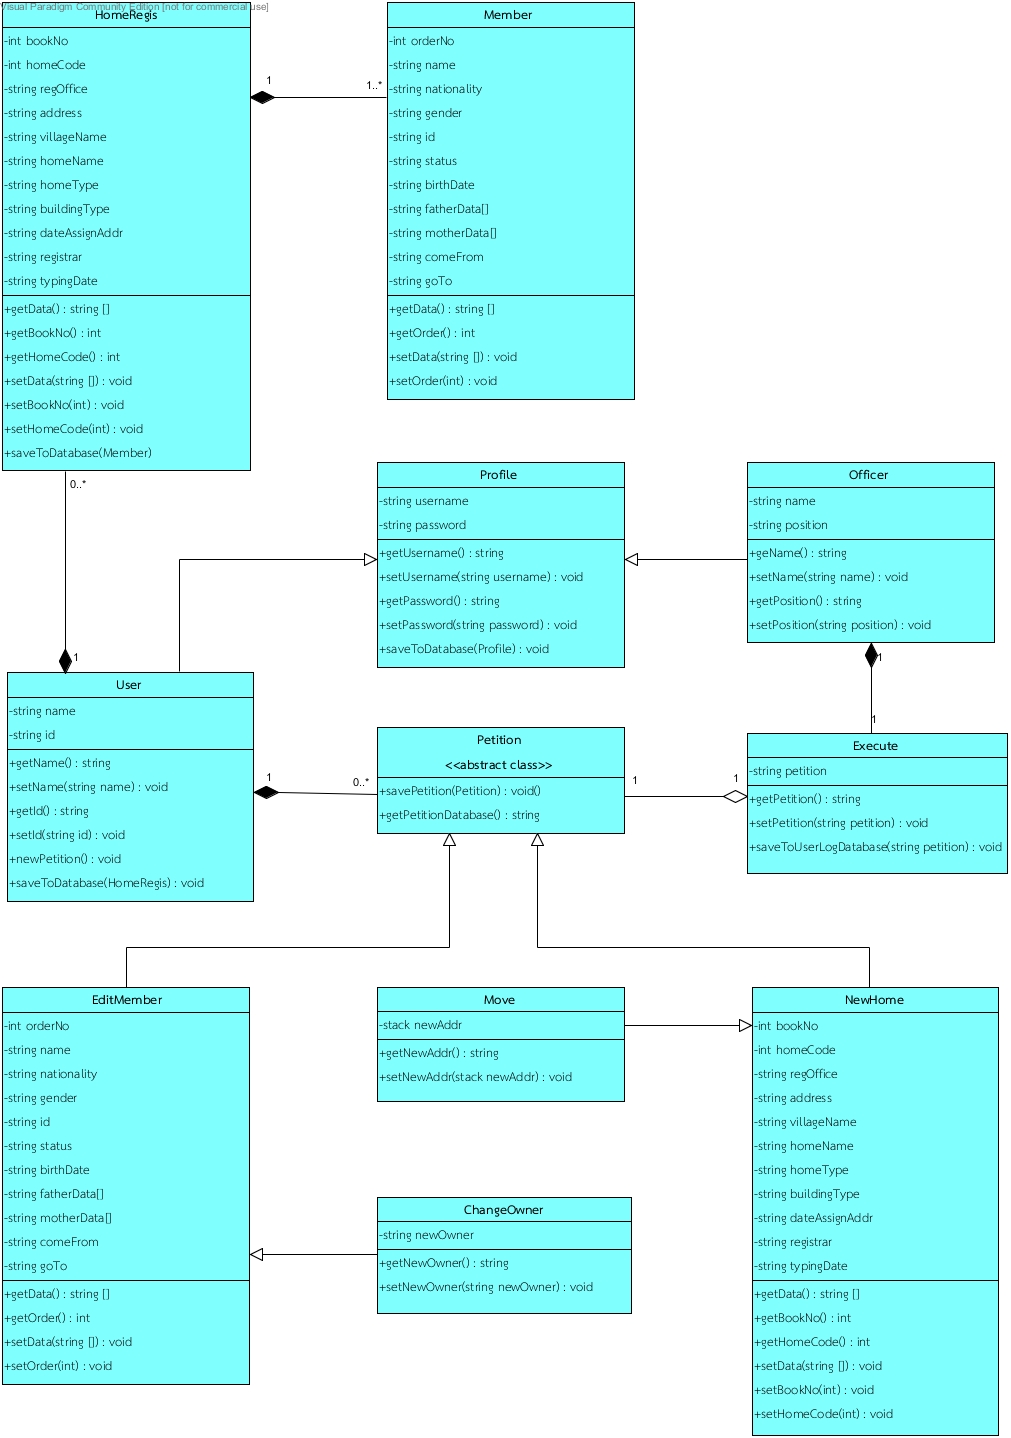 Visual Paradigm Community Edition [not for commercial use]
HomeRegis
-int bookNo
-int homeCode
-string regOffice
-string address
-string villageName
-string homeName
-string homeType
-string buildingType
-string dateAssignAddr
-string registrar
-string typingDate
+getData() : string []
+getBookNo() : int
+getHomeCode() : int
+setData(string []) : void
+setBookNo(int) : void
+setHomeCode(int) : void
+saveToDatabase(Member)
1
1..*
Member
-int orderNo
-string name
-string nationality
-string gender
-string id
-string status
-string birthDate
-string fatherData[]
-string motherData[]
-string comeFrom
-string goTo
+getData() : string []
+getOrder() : int
+setData(string []) : void
+setOrder(int) : void
0..*
1
Profile
-string username
-string password
+getUsername() : string
+setUsername(string username) : void
+getPassword() : string
+setPassword(string password) : void
+saveToDatabase(Profile) : void
Officer
-string name
-string position
+geName() : string
+setName(string name) : void
+getPosition() : string
+setPosition(string position) : void
1
1
User
-string name
-string id
+getName() : string
+setName(string name) : void
+getId() : string
+setId(string id) : void
+newPetition() : void
+saveToDatabase(HomeRegis) : void
1
0..*
Petition
<<abstract class>>
+savePetition(Petition) : void()
+getPetitionDatabase() : string
1
1
Execute
-string petition
+getPetition() : string
+setPetition(string petition) : void
+saveToUserLogDatabase(string petition) : void
EditMember
-int orderNo
-string name
-string nationality
-string gender
-string id
-string status
-string birthDate
-string fatherData[]
-string motherData[]
-string comeFrom
-string goTo
+getData() : string []
+getOrder() : int
+setData(string []) : void
+setOrder(int) : void
Move
-stack newAddr
+getNewAddr() : string
+setNewAddr(stack newAddr) : void
ChangeOwner
-string newOwner
+getNewOwner() : string
+setNewOwner(string newOwner) : void
NewHome
-int bookNo
-int homeCode
-string regOffice
-string address
-string villageName
-string homeName
-string homeType
-string buildingType
-string dateAssignAddr
-string registrar
-string typingDate
+getData() : string []
+getBookNo() : int
+getHomeCode() : int
+setData(string []) : void
+setBookNo(int) : void
+setHomeCode(int) : void